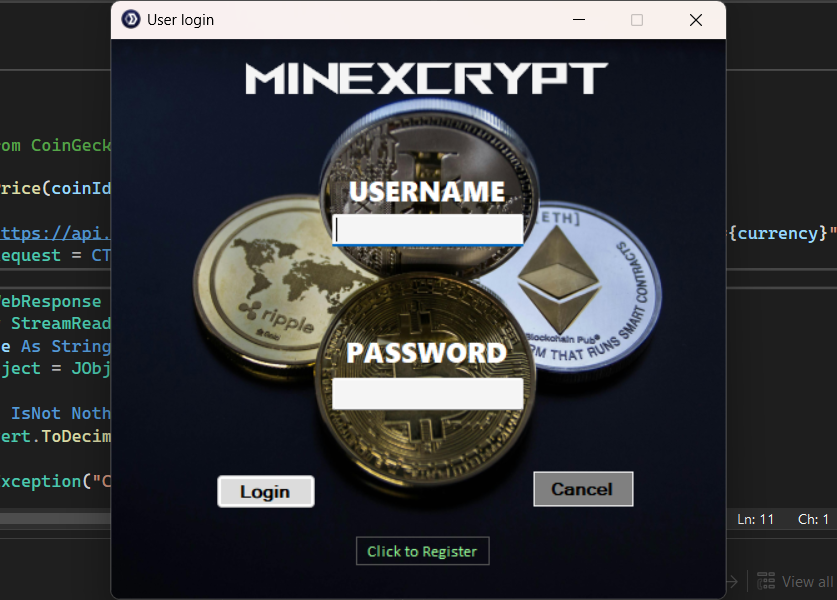 User login
MINEXCRYPT
om CoinGeck
rice(coinId
ttps://api.
{currency}"
equest = CT
[ETH]
CONTRACTS
SMART
RM THAT RUNS
Blockchain Pub
USERNAME
ripple
ebResponse
StreamRead
e As String
ject = JObj
PASSWORD
IsNot Noth
ert.ToDecim
xception("C
Login
Cancel
Ln: 11 Ch: 1
Click to Register
View all